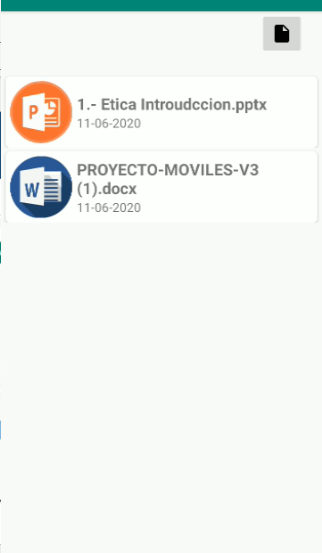 1.- Etica Introudccion.pptx
11-06-2020
PROYECTO-MOVILES-V3
(1).docx
11-06-2020
P
W